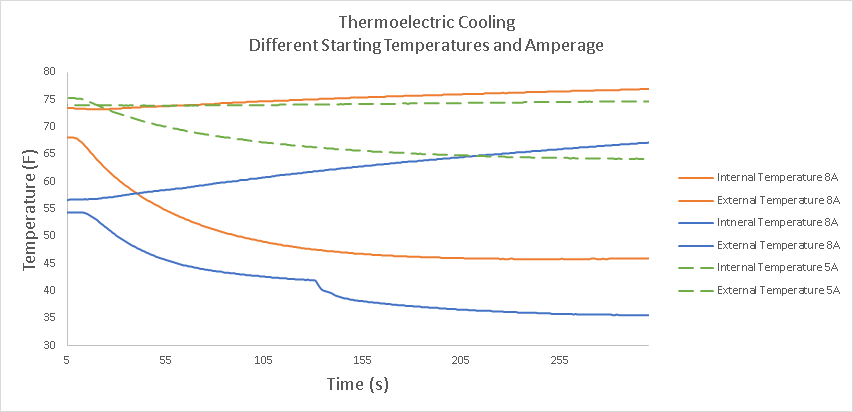 Thermoelectric Cooling
Different Starting Temperatures and Amperage
Temperature (F)
80
75
70
65
60
55
50
45
40
35
30
5
55
105
155
205
255
Time (s)
Internal Temperature 8A
External Temperature 8A
Intneral Temperature 8A
External Temperature 8A
Internal Temperature 5A
External Temperature 5A